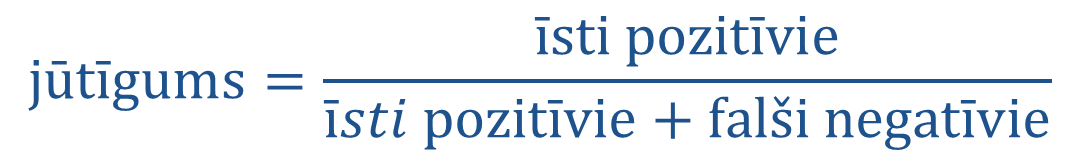 īsti pozitīvie
jūtīgums =
īsti pozitīvie + falši negatīvie